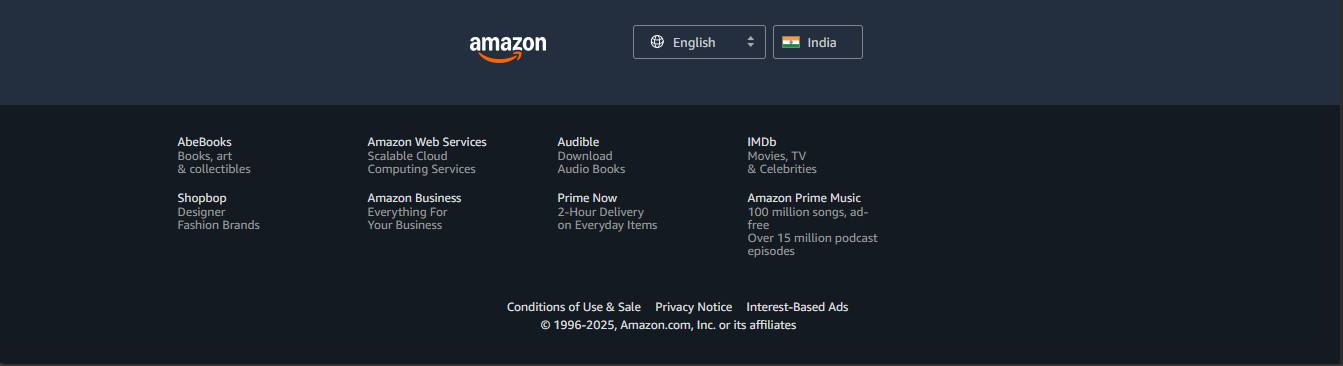 amazon
English
India
AbeBooks
Books, art
& collectibles
Amazon Web Services
Scalable Cloud
Computing Services
Audible
Download
Audio Books
IMDb
Movies, TV
& Celebrities
Shopbop
Designer
Fashion Brands
Amazon Business
Everything For
Your Business
Prime Now
2-Hour Delivery
on Everyday Items
Amazon Prime Music
100 million songs, ad-
free
Over 15 million podcast
episodes
Conditions of Use & Sale Privacy Notice Interest-Based Ads
© 1996-2025, Amazon.com, Inc. or its affiliates